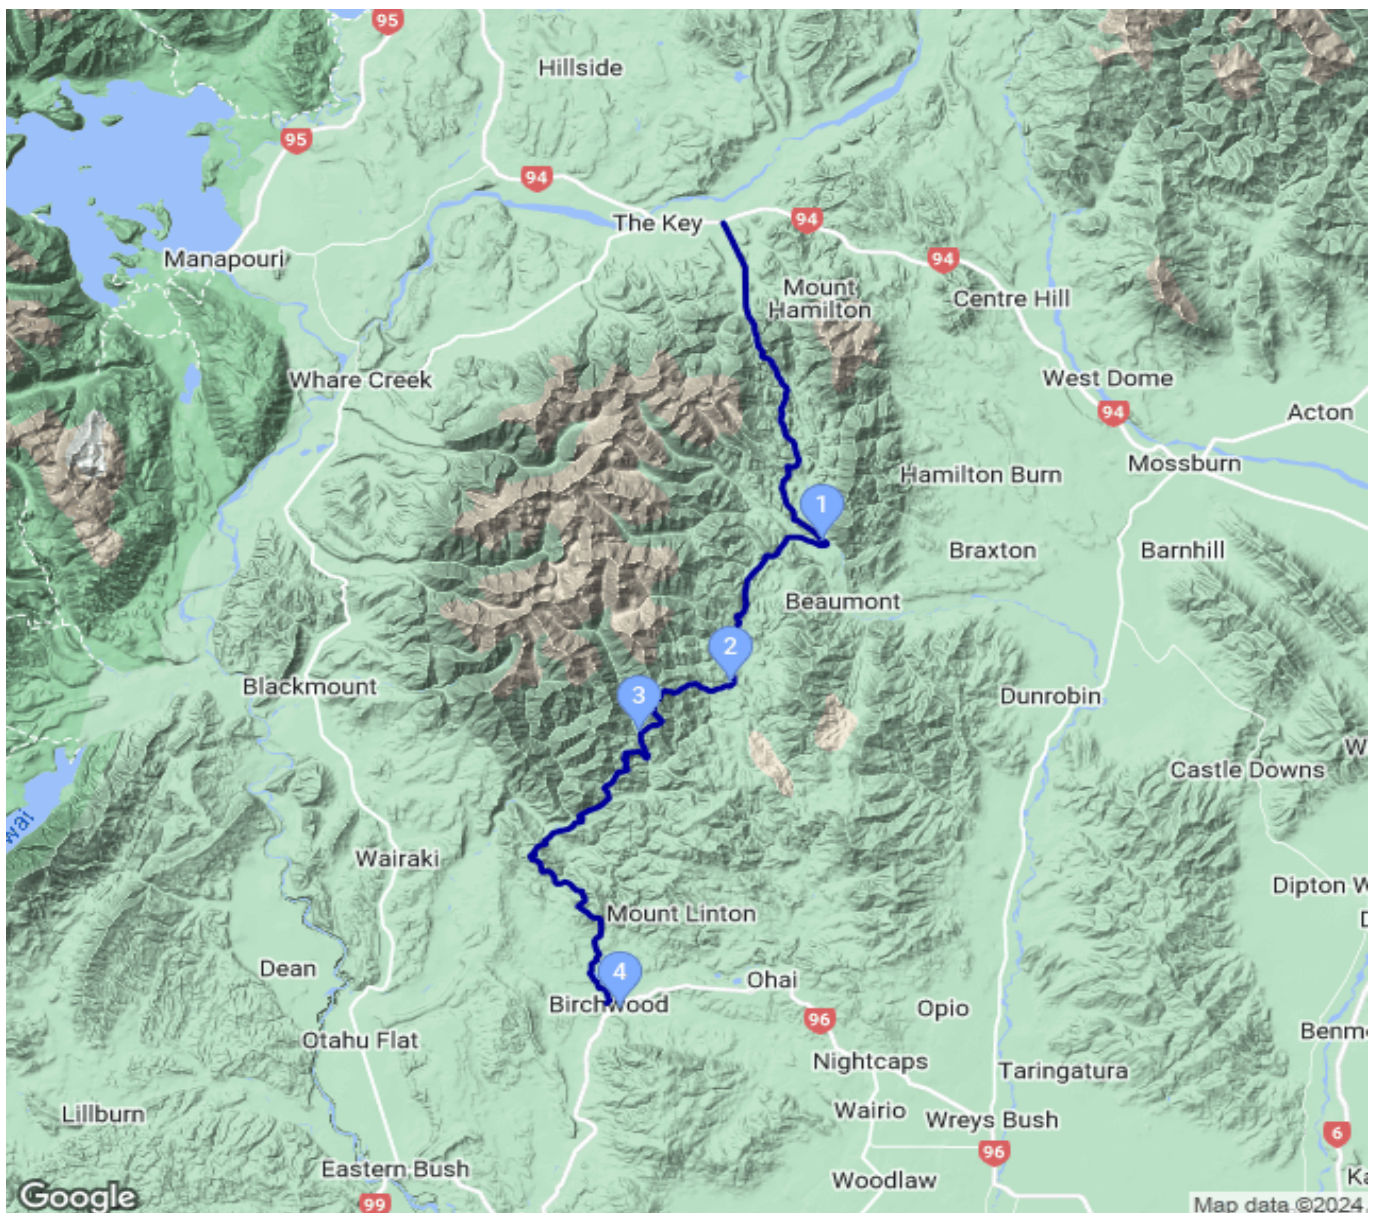 95
Hillside
95
94
The Key
94
Manapouri
94
Mount
Hamilton
Centre Hill
Whare Creek
West Dome
94
Acton
Mossburn
Hamilton Burn
1
Braxton
Barnhill
Beaumont
2
Blackmount
3
Dunrobin
W
Castle Downs
wai
Wairaki
Dipton W
Mount Linton
D
Dean
4
Ohai
Birchwood
96
Opio
Otahu Flat
Benm
Nightcaps
Taringatura
Lillburn
Wairio
Wreys Bush
6
96
Eastern Bush
Woodlaw
Ka
Google
99
Map data ©2024